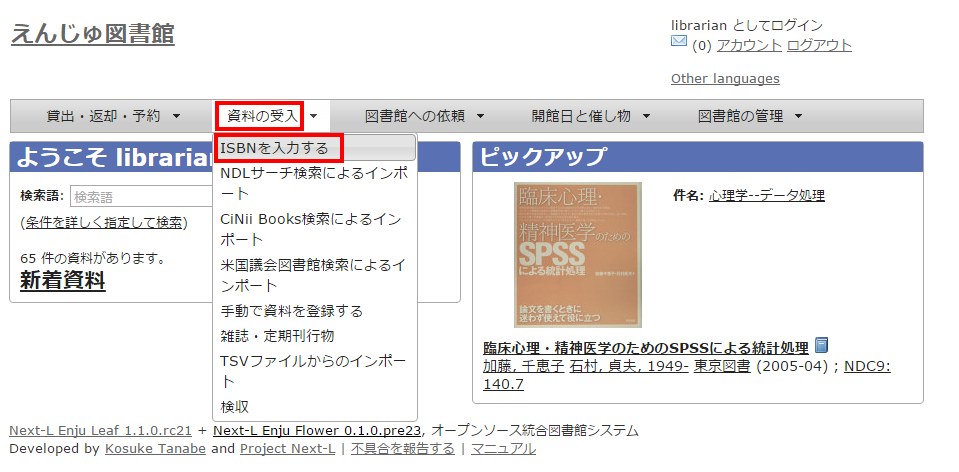 えんじゅ図書館
librarian としてログイン
(0) アカウント ログアウト
Other languages
貸出・返却・予約 ▼ 資料の受入 ▼ 図書館への依頼 ▼ 開館日と催し物 ▼ 図書館の管理 ▼
ようこそ librarian
検索語: 検索語
(条件を詳しく指定して検索)
65 件の資料があります。
新着資料
ISBNを入力する
NDLサーチ検索によるインポ
ート
CiNii Books検索によるイン
ポート
米国議会図書館検索によるイ
ンポート
手動で資料を登録する
雑誌・定期刊行物
TSVファイルからのインポー
ト
検収
ピックアップ
臨床心理・
精神医学のための
SPSS
による統計処理
論文を書くときに
迷わず使えて役に立つ
件名: 心理学--データ処理
臨床心理・精神医学のためのSPSSによる統計処理
加藤, 千恵子 石村, 貞夫, 1949- 東京図書 (2005-04) ; NDC9:
140.7
Next-L Enju Leaf 1.1.0.rc21 + Next-L Enju Flower 0.1.0.pre23, オープンソース統合図書館システム
Developed by Kosuke Tanabe and Project Next-L | 不具合を報告する | マニュアル